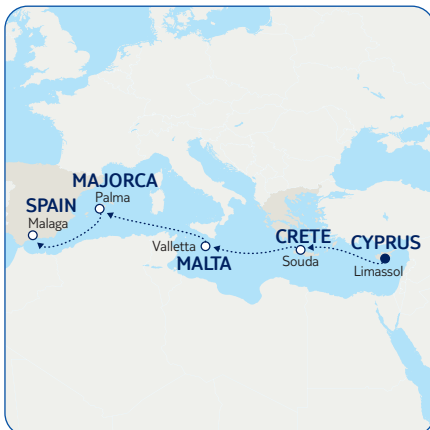 MAJORCA
Palma
SPAIN
Malaga
Valletta
MALTA
CRETE
Souda
CYPRUS
Limassol